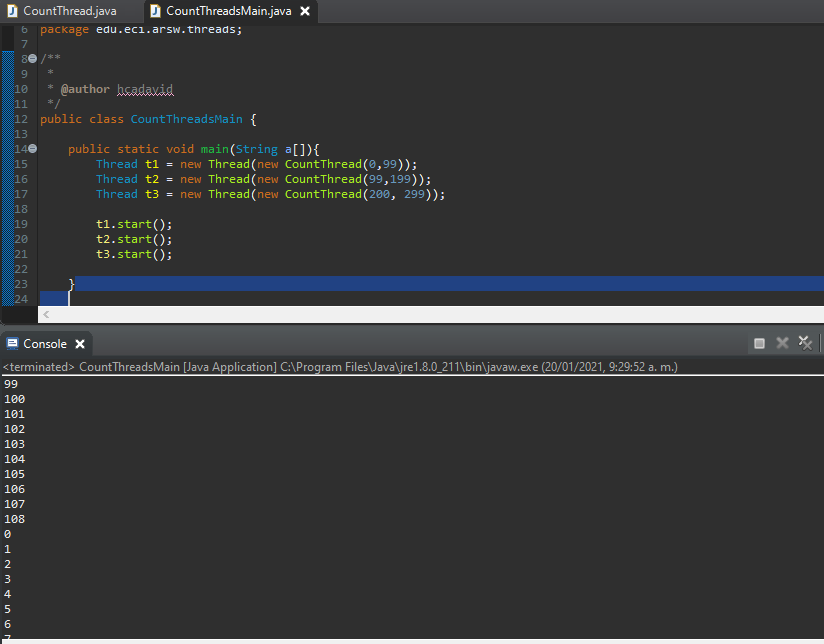 CountThread.java CountThreadsMain.java
6 package edu.eci.arsw.threads;
7
8 /**
9 *
10 * @author hcadavid
11 */
12 public class CountThreadsMain {
13
14 public static void main(String a[]){
15 Thread t1 = new Thread(new CountThread(0,99));
16 Thread t2 = new Thread(new CountThread(99,199));
17 Thread t3 = new Thread(new CountThread(200, 299));
18
19 t1.start();
20 t2.start();
21 t3.start();
22
23 }
24
Console
<terminated> CountThreadsMain [Java Application] C:\Program Files\Java\jre1.8.0_211\bin\javaw.exe (20/01/2021, 9:29:52 a. m.)
99
100
101
102
103
104
105
106
107
108
0
1
2
3
4
5
6
7